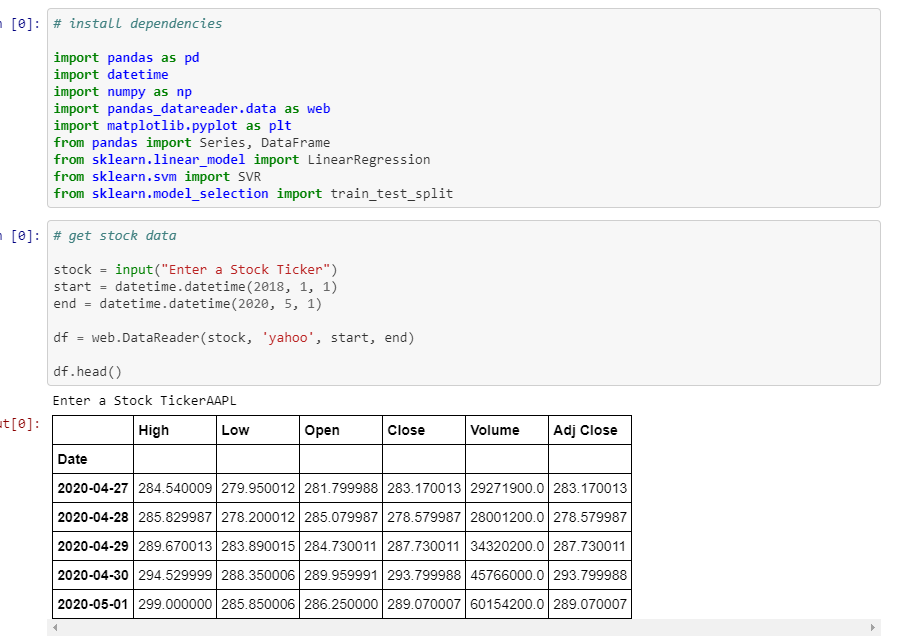 [0]: # install dependencies
import pandas as pd
import datetime
import numpy as np
import pandas_datareader.data as web
import matplotlib.pyplot as plt
from pandas import Series, DataFrame
from sklearn.linear_model import LinearRegression
from sklearn.svm import SVR
from sklearn.model_selection import train_test_split
[0]: # get stock data
stock = input("Enter a Stock Ticker")
start = datetime.datetime(2018, 1, 1)
end = datetime.datetime(2020, 5, 1)
df = web.DataReader(stock, 'yahoo', start, end)
df.head()
Enter a Stock TickerAAPL
ut[0]:
High Low Open Close Volume Adj Close
Date
2020-04-27 284.540009 279.950012 281.799988 283.170013 29271900.0 283.170013
2020-04-28 285.829987 278.200012 285.079987 278.579987 28001200.0 278.579987
2020-04-29 289.670013 283.890015 284.730011 287.730011 34320200.0 287.730011
2020-04-30 294.529999 288.350006 289.959991 293.799988 45766000.0 293.799988
2020-05-01 299.000000 285.850006 286.250000 289.070007 60154200.0 289.070007